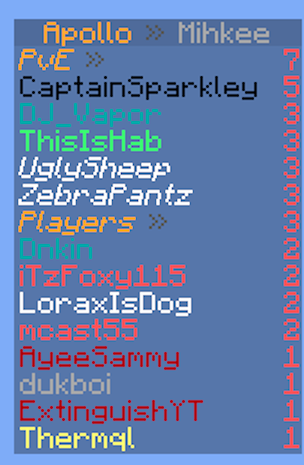 Apollo » Mihkee
PvE » 7
CaptainSparkley 5
DJ_Vapor 3
ThisIsHab 3
UglySheep 3
ZebraPantz 3
Players » 3
Dnkin 2
iTzFoxy115 2
LoraxIsDog 2
mcast55 2
AyeeSammy 1
dukboi 1
ExtinguishYT 1
Thermql 1